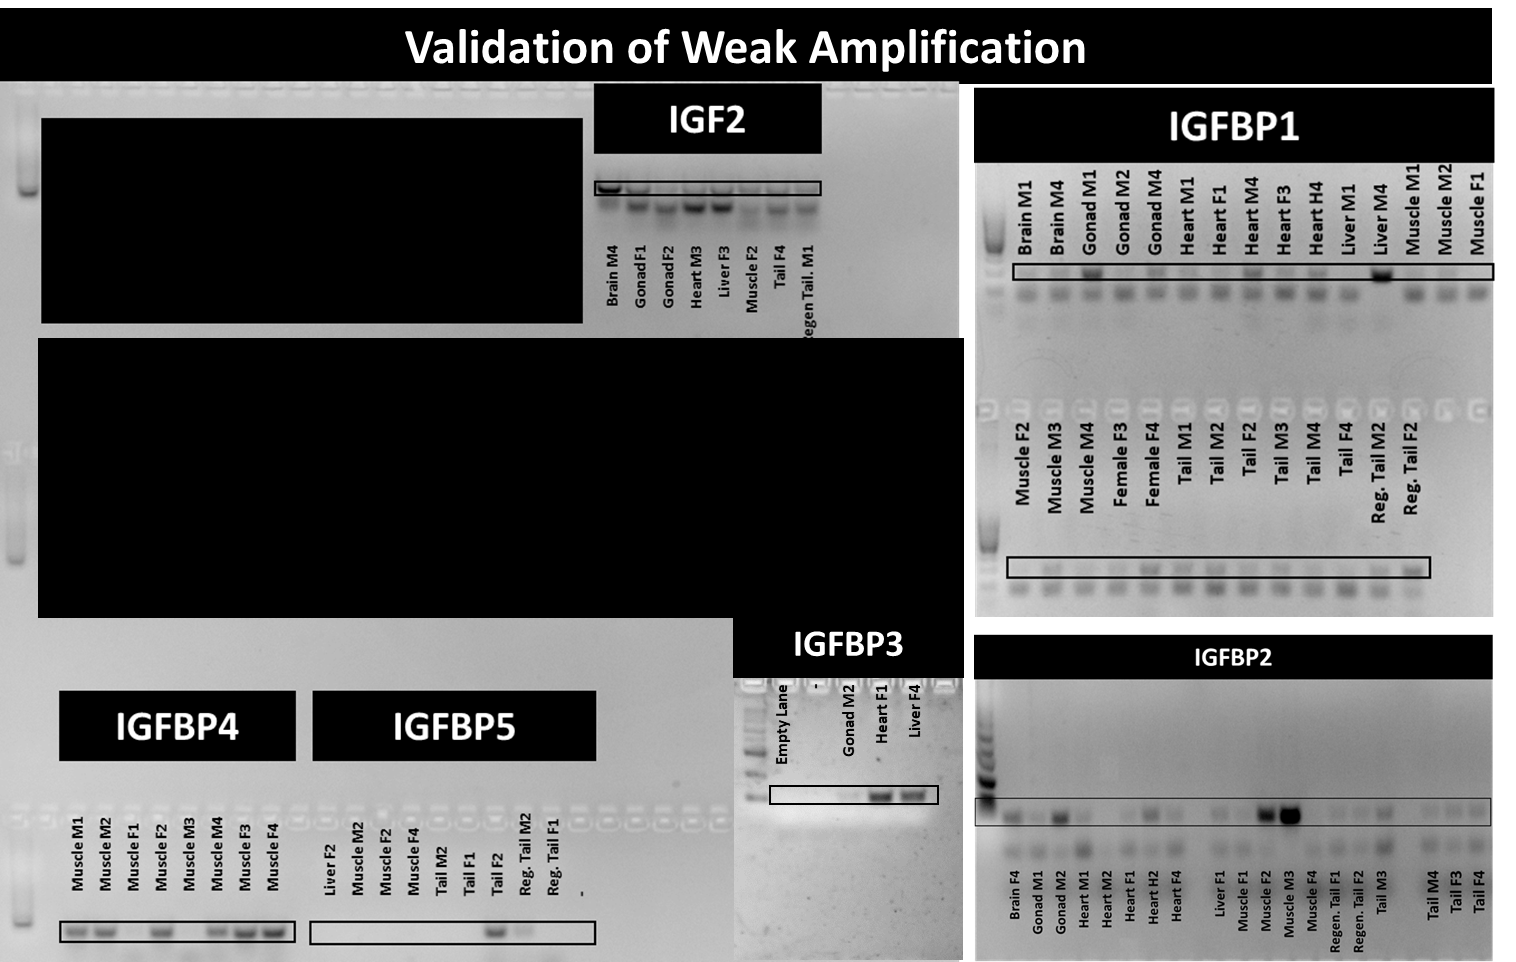 Validation of Weak Amplification
IGF2
Brain M4
Gonad F1
Gonad F2
Heart M3
Liver F3
Muscle F2
Tail F4
Tail. M1
IGFBP1
Brain M1
Brain M4
Gonad M1
Gonad M2
Gonad M4
Heart M1
Heart F1
Heart M4
Heart F3
Heart H4
Liver M1
Liver M4
Muscle M1
Muscle M2
Muscle F1
Muscle F2
Muscle M3
Muscle M4
Female F3
Female F4
Tail M1
Tail M2
Tail F2
Tail M3
Tail M4
Tail F4
Reg. Tail M2
Reg. Tail F2
IGFBP3
Empty Lane
-
Gonad M2
Heart F1
Liver F4
IGFBP2
Brain F4
Gonad M1
Gonad M2
Heart M1
Heart M2
Heart F1
Heart H2
Heart F4
Liver F1
Muscle F1
Muscle F2
Muscle M3
Muscle F4
Regen. Tail F1
Regen. Tail F2
Tail M3
Tail M4
Tail F3
Tail F4
IGFBP4
Muscle M1
Muscle M2
Muscle F1
Muscle F2
Muscle M3
Muscle M4
Muscle F3
Muscle F4
IGFBP5
Liver F2
Muscle M2
Muscle F2
Muscle F4
Tail M2
Tail F1
Tail F2
Reg. Tail M2
Reg. Tail F1
-